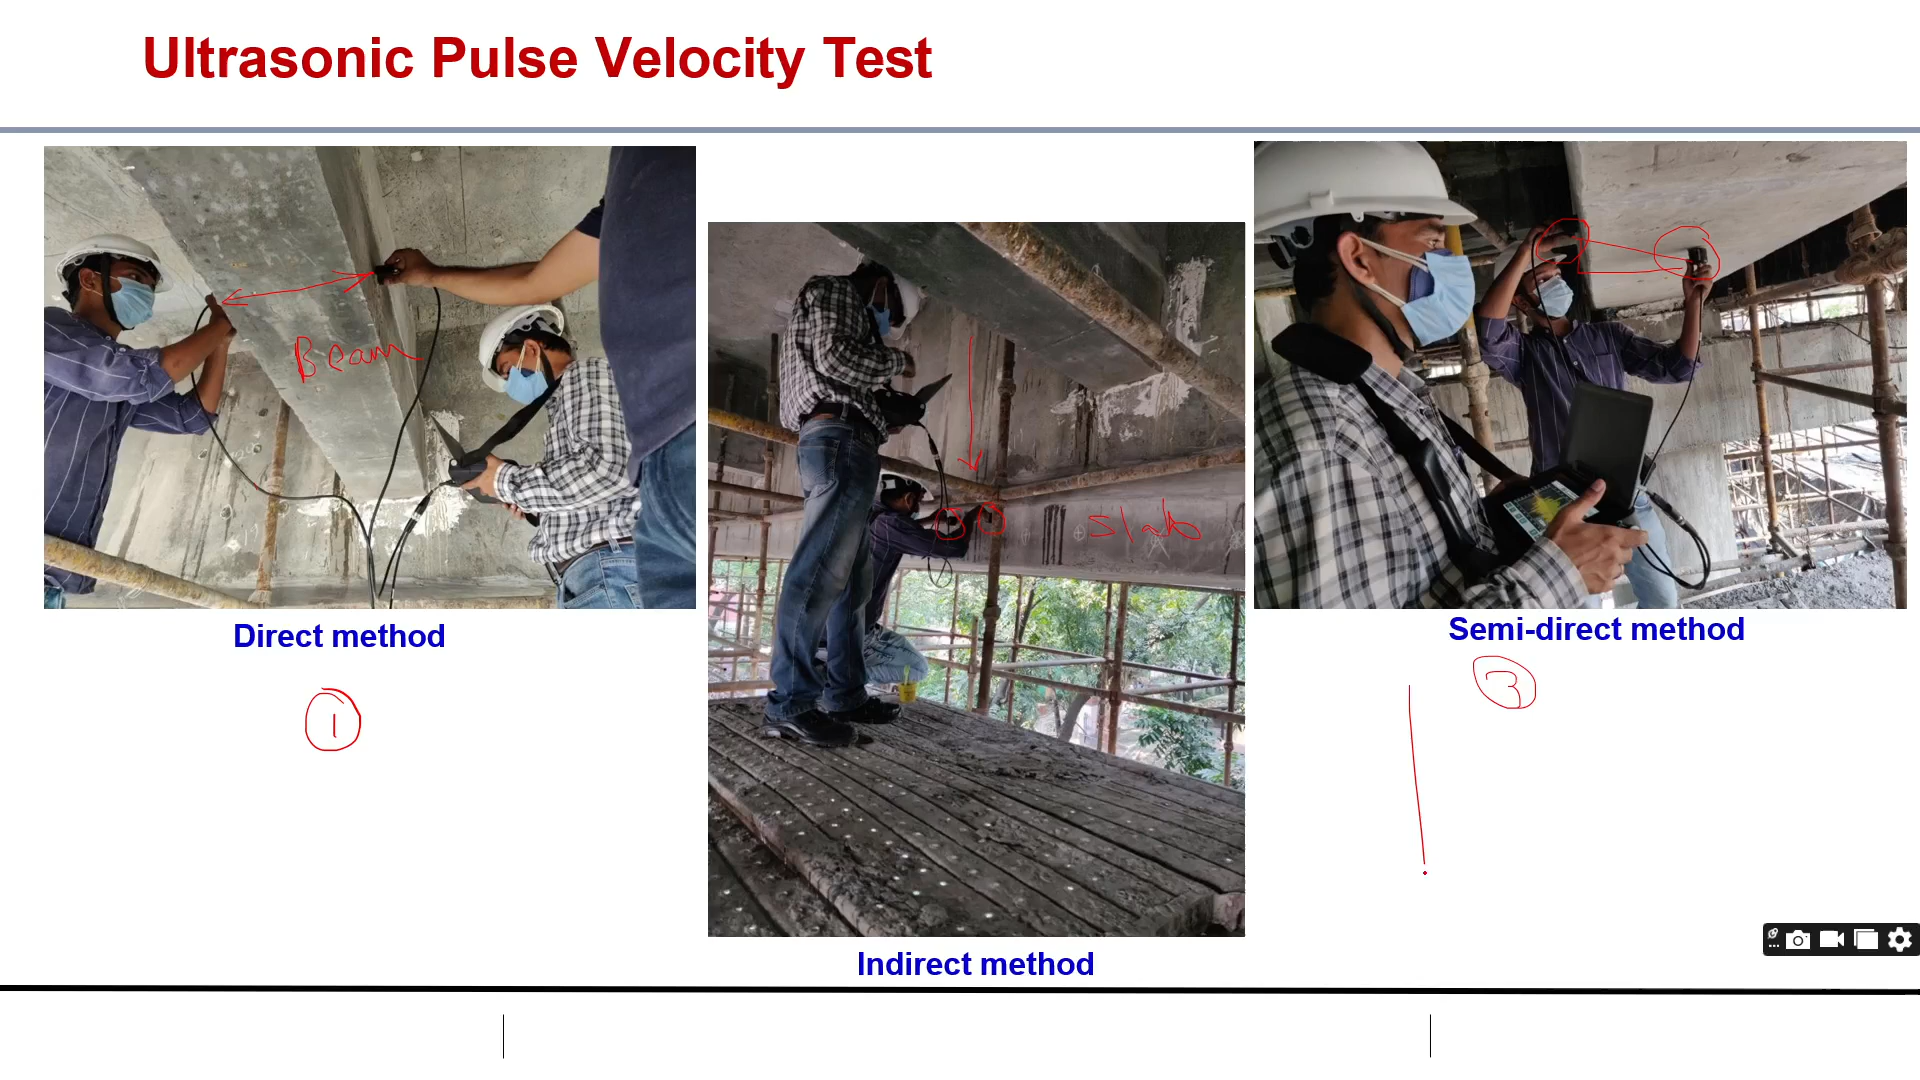 Ultrasonic Pulse Velocity Test
Beam
Slab
Direct method
Semi-direct method
1
3
Indirect method